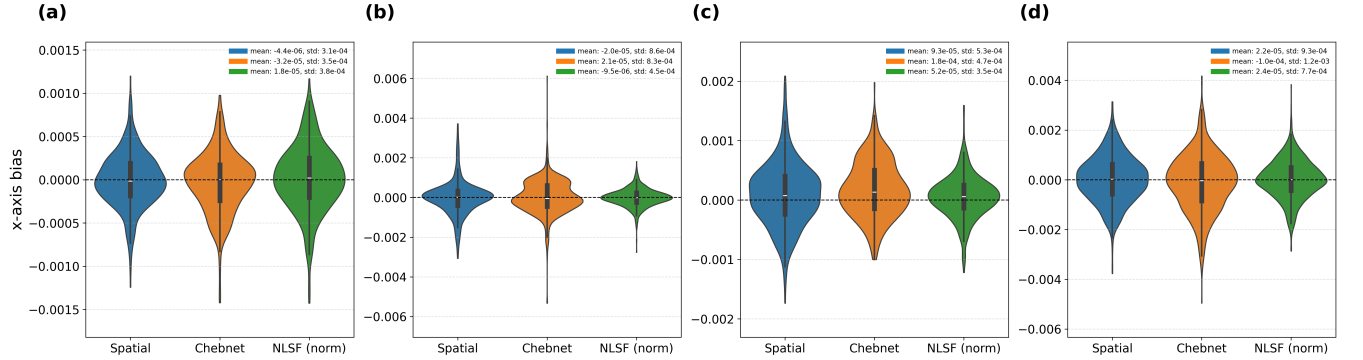 (a)
x-axis bias
0.0015
0.0010
0.0005
0.0000
−0.0005
−0.0010
−0.0015
mean: -4.4e-06, std: 3.1e-04
mean: -3.2e-05, std: 3.5e-04
mean: 1.8e-05, std: 3.8e-04
Spatial Chebnet NLSF (norm)
(b)
0.006
0.004
0.002
0.000
−0.002
−0.004
−0.006
mean: -2.0e-05, std: 8.6e-04
mean: 2.1e-05, std: 8.3e-04
mean: -9.5e-06, std: 4.5e-04
Spatial Chebnet NLSF (norm)
(c)
0.002
0.001
0.000
−0.001
−0.002
mean: 9.3e-05, std: 5.3e-04
mean: 1.8e-04, std: 4.7e-04
mean: 5.2e-05, std: 3.5e-04
Spatial Chebnet NLSF (norm)
(d)
0.004
0.002
0.000
−0.002
−0.004
−0.006
mean: 2.2e-05, std: 9.3e-04
mean: -1.0e-04, std: 1.2e-03
mean: 2.4e-05, std: 7.7e-04
Spatial Chebnet NLSF (norm)